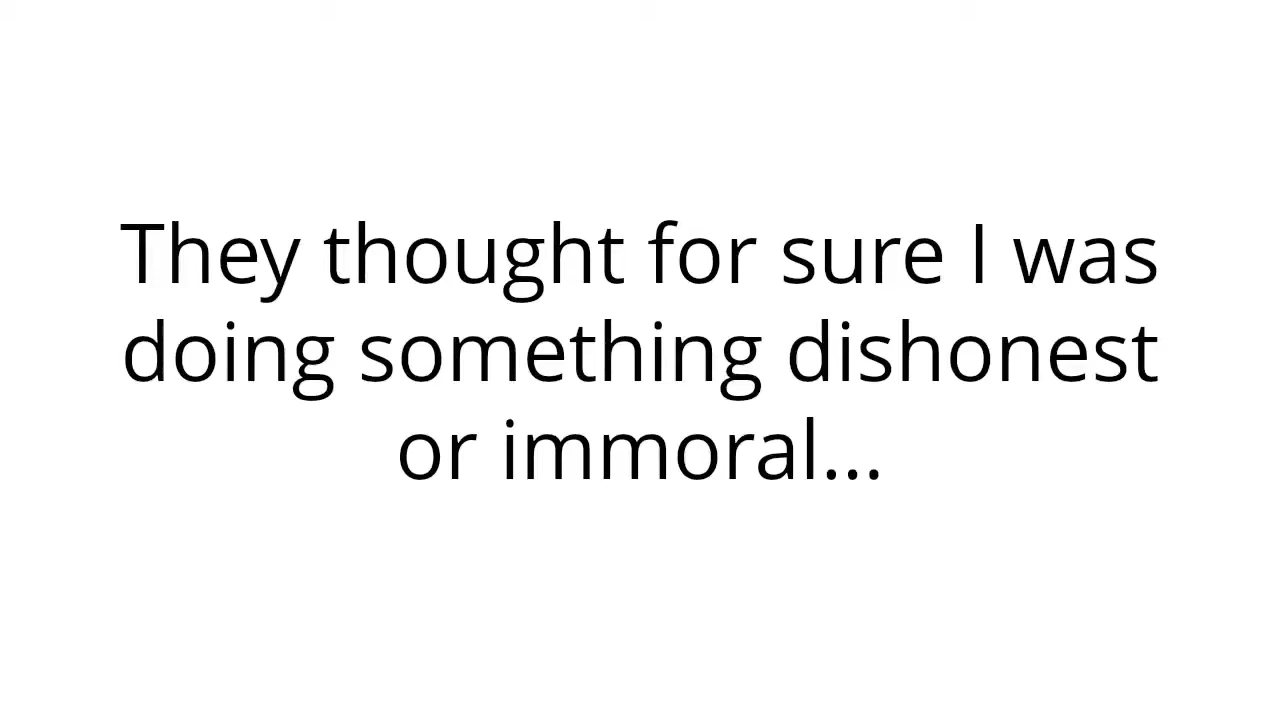 They thought for sure I was
doing something dishonest
or immoral...